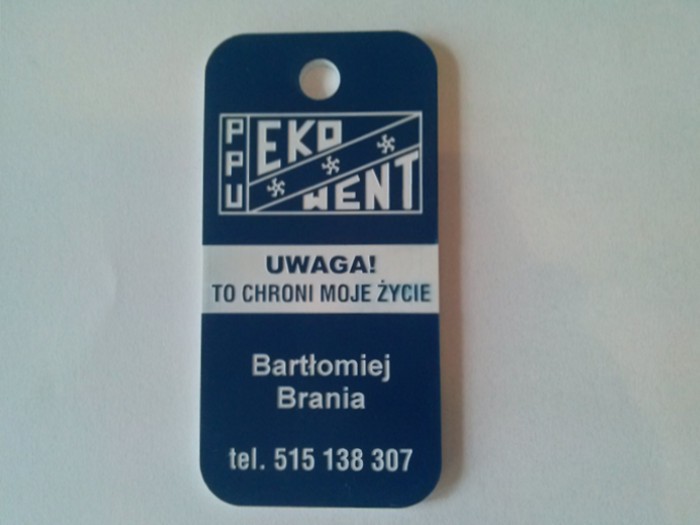 PPU
EKO
WENT
UWAGA!
TO CHRONI MOJE ŻYCIE
Bartłomiej
Brania
tel. 515 138 307